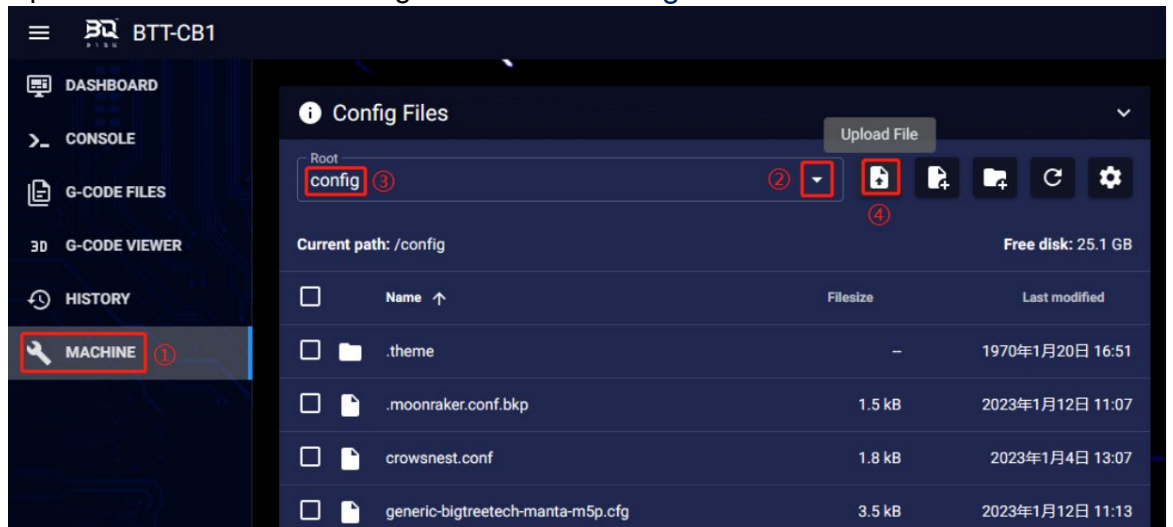 BTT-CB1
DASHBOARD
CONSOLE
G-CODE FILES
3D G-CODE VIEWER
HISTORY
MACHINE ①
Config Files
Upload File
Root
config ③ ②
④
Current path: /config Free disk: 25.1 GB
Name ↑ Filesize Last modified
.theme -- 1970年1月20日 16:51
.moonraker.conf.bkp 1.5 kB 2023年1月12日 11:07
crowsnest.conf 1.8 kB 2023年1月4日 13:07
generic-bigtreetech-manta-m5p.cfg 3.5 kB 2023年1月12日 11:13